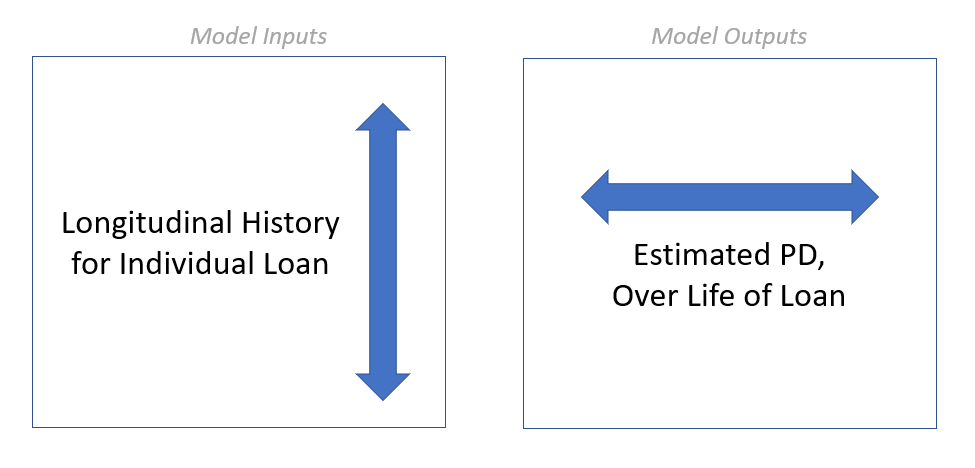 Model Inputs
Model Outputs
Longitudinal History
for Individual Loan
Estimated PD,
Over Life of Loan